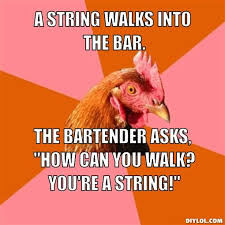 A STRING WALKS INTO
THE BAR.
THE BARTENDER ASKS,
"HOW CAN YOU WALK?
YOU'RE A STRING!"
DIYLOL.COM